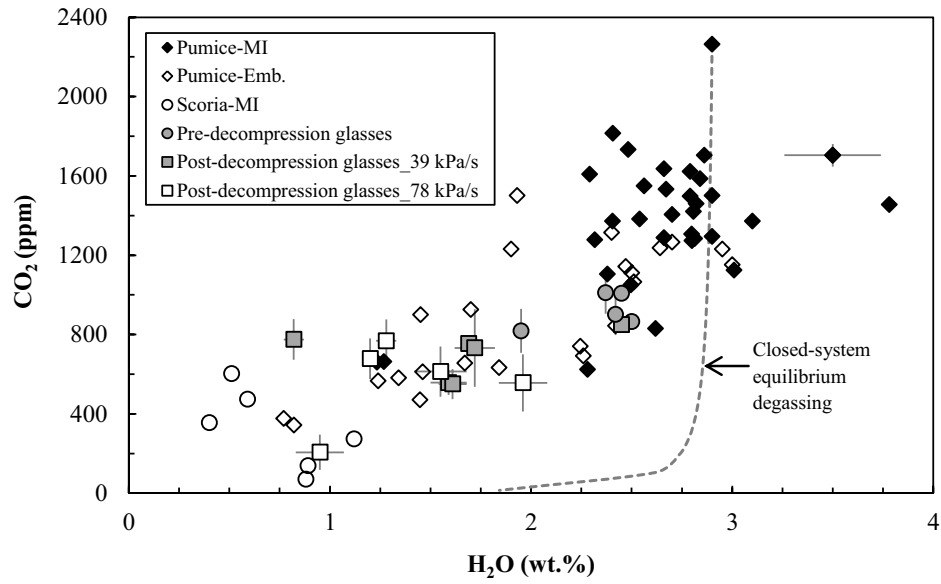 2400
2000
1600
1200
800
400
0
CO₂ (ppm)
Pumice-MI
Pumice-Emb.
Scoria-MI
Pre-decompression glasses
Post-decompression glasses_39 kPa/s
Post-decompression glasses_78 kPa/s
Closed-system
equilibrium
degassing
0
1
2
3
4
H₂O (wt.%)